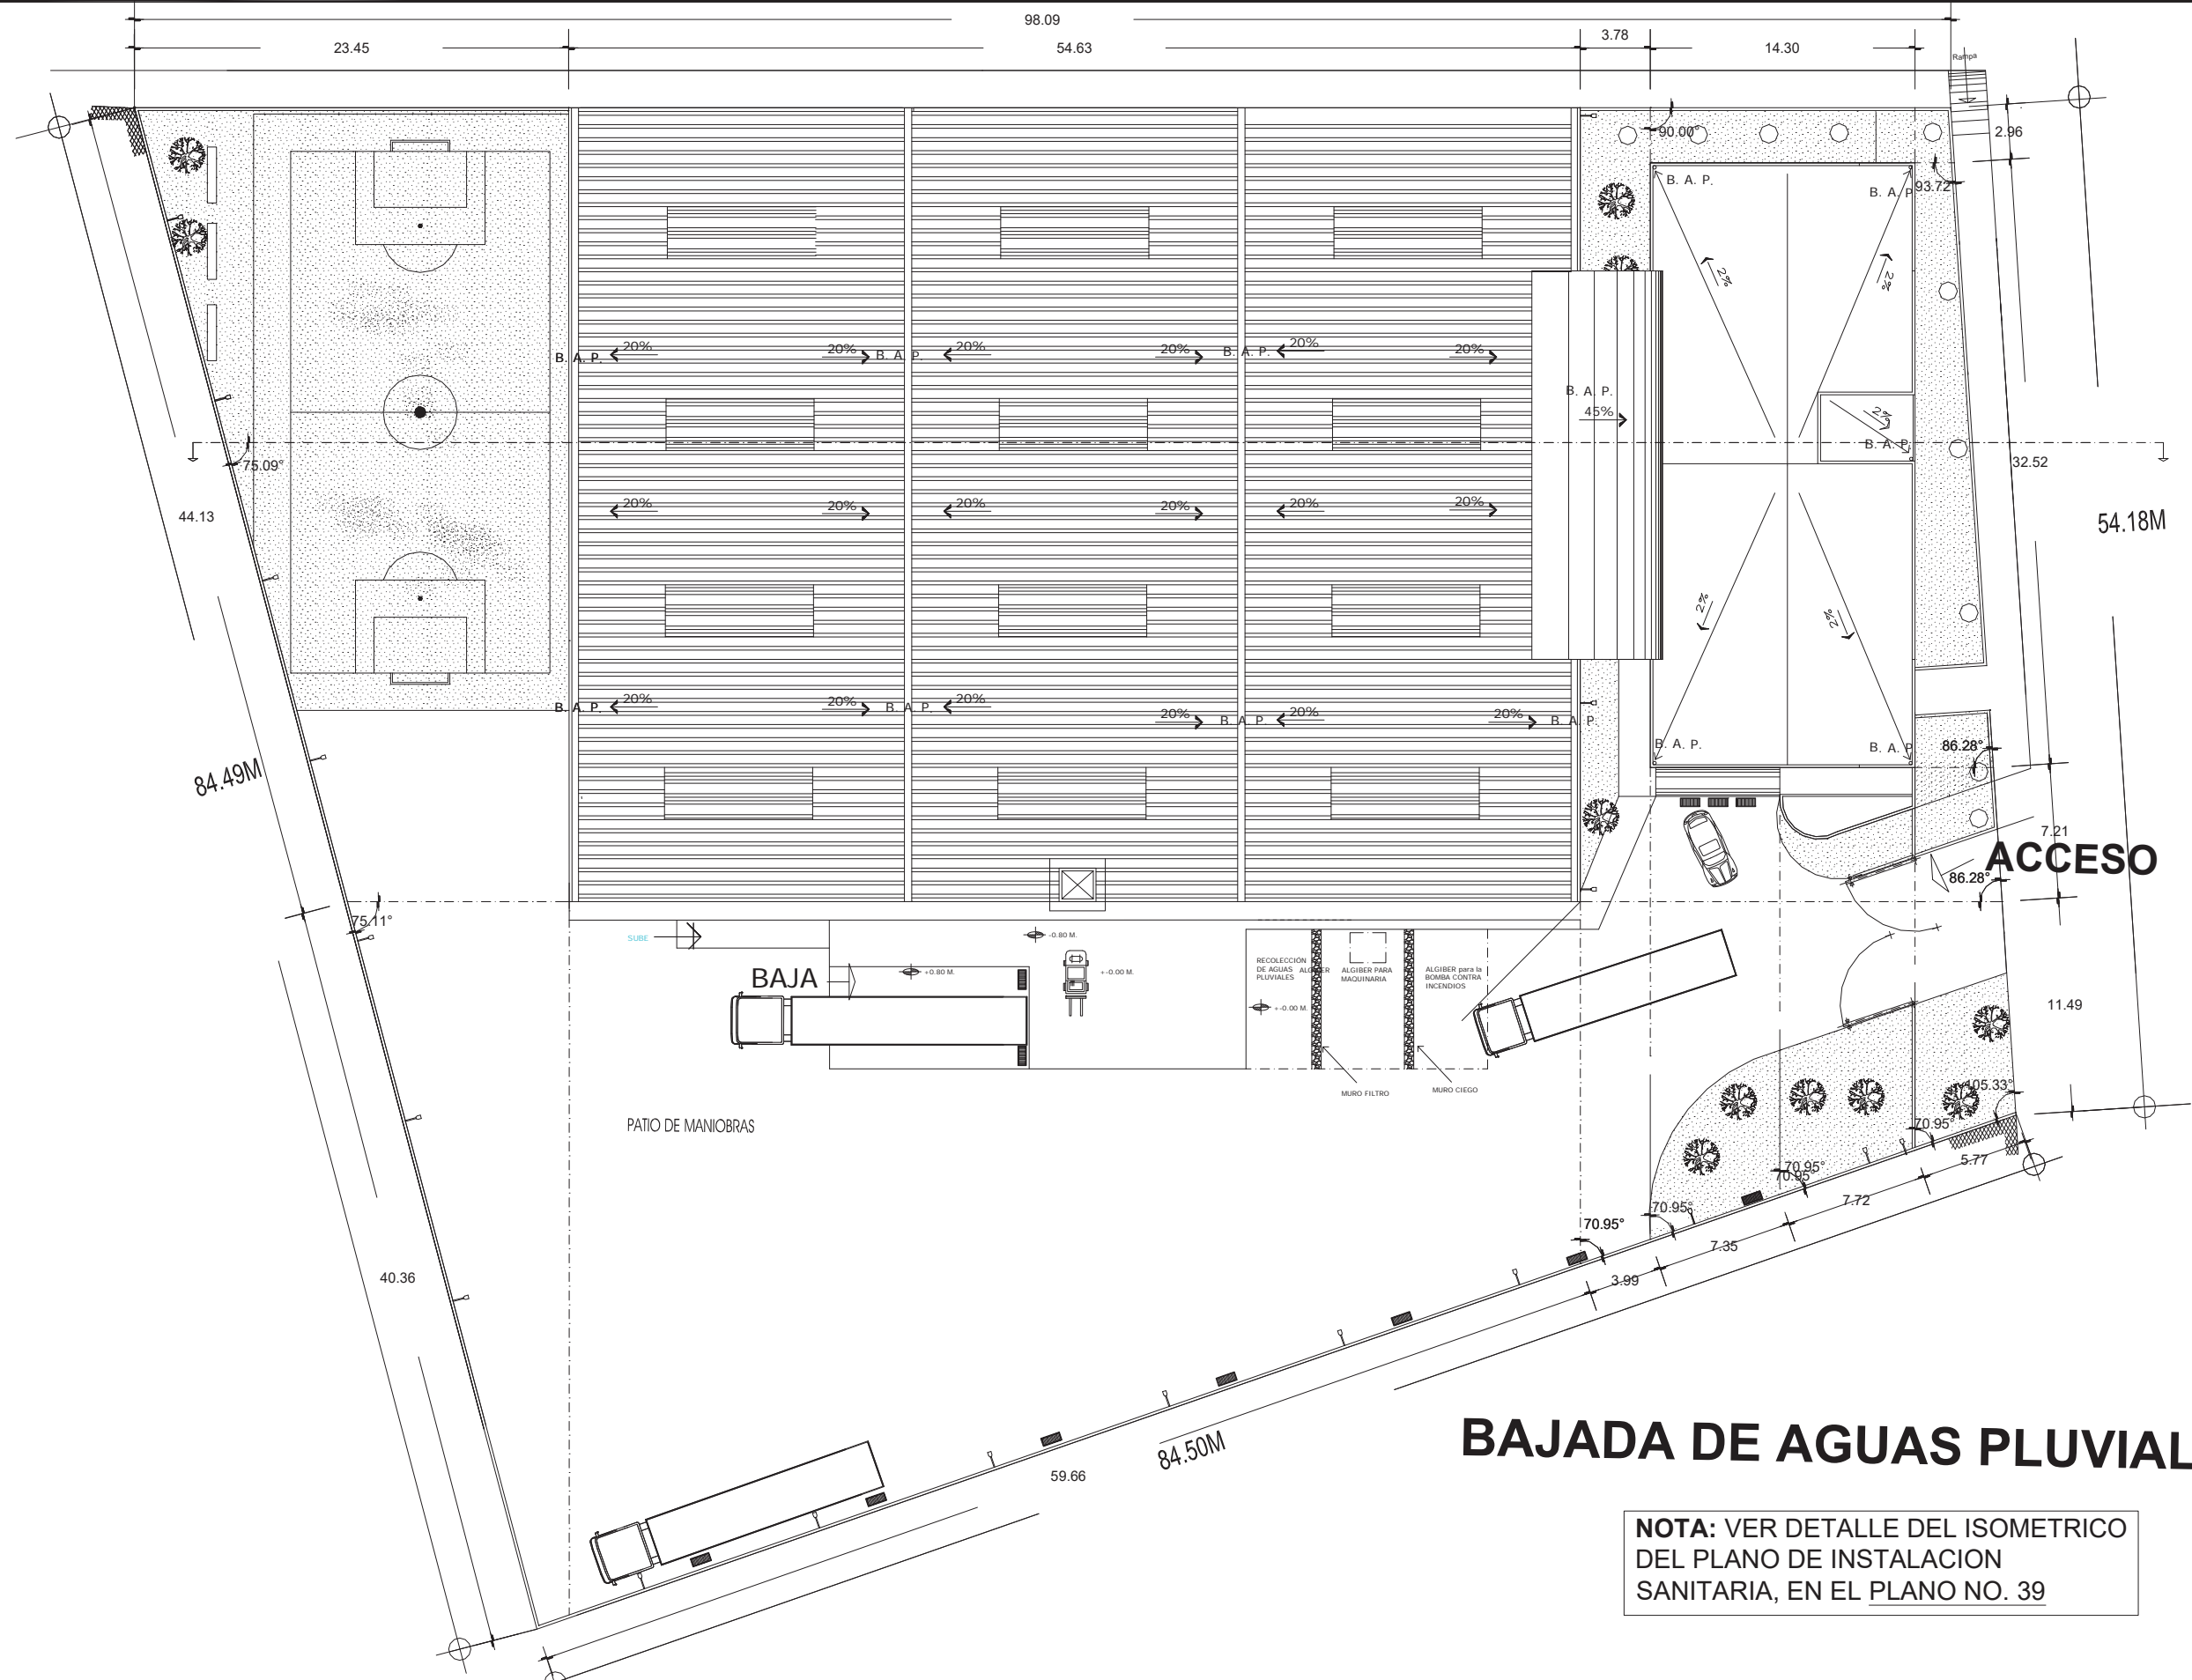 98.09
23.45
54.63
3.78
14.30
Rampa
90.00°
2.96
B. A. P.
B. A. P
93.72
2%
2%
20%
20%
20%
20%
20%
20%
B. A. P.
B. A. P.
B. A. P.
B. A. P.
45%
2%
B. A. P.
75.09°
32.52
44.13
20%
20%
20%
20%
20%
20%
54.18M
2%
2%
20%
20%
20%
20%
20%
20%
B. A. P.
B. A. P.
B. A. P.
B. A. P.
B. A. P.
B. A. P
86.28°
84.49M
7.21
ACCESO
86.28°
75.11°
SUBE
-0.80 M.
BAJA
+0.80 M.
+-0.00 M.
RECOLECCIÓN
DE AGUAS
PLUVIALES
ALGIBER PARA
MAQUINARIA
ALGIBER para la
BOMBA CONTRA
INCENDIOS
+-0.00 M.
11.49
MURO FILTRO
MURO CIEGO
105.33°
PATIO DE MANIOBRAS
70.95°
5.77
70.95°
70.95°
7.72
70.95°
70.95°
7.35
3.99
40.36
84.50M
59.66
BAJADA DE AGUAS PLUVIAL
NOTA: VER DETALLE DEL ISOMETRICO
DEL PLANO DE INSTALACION
SANITARIA, EN EL PLANO NO. 39